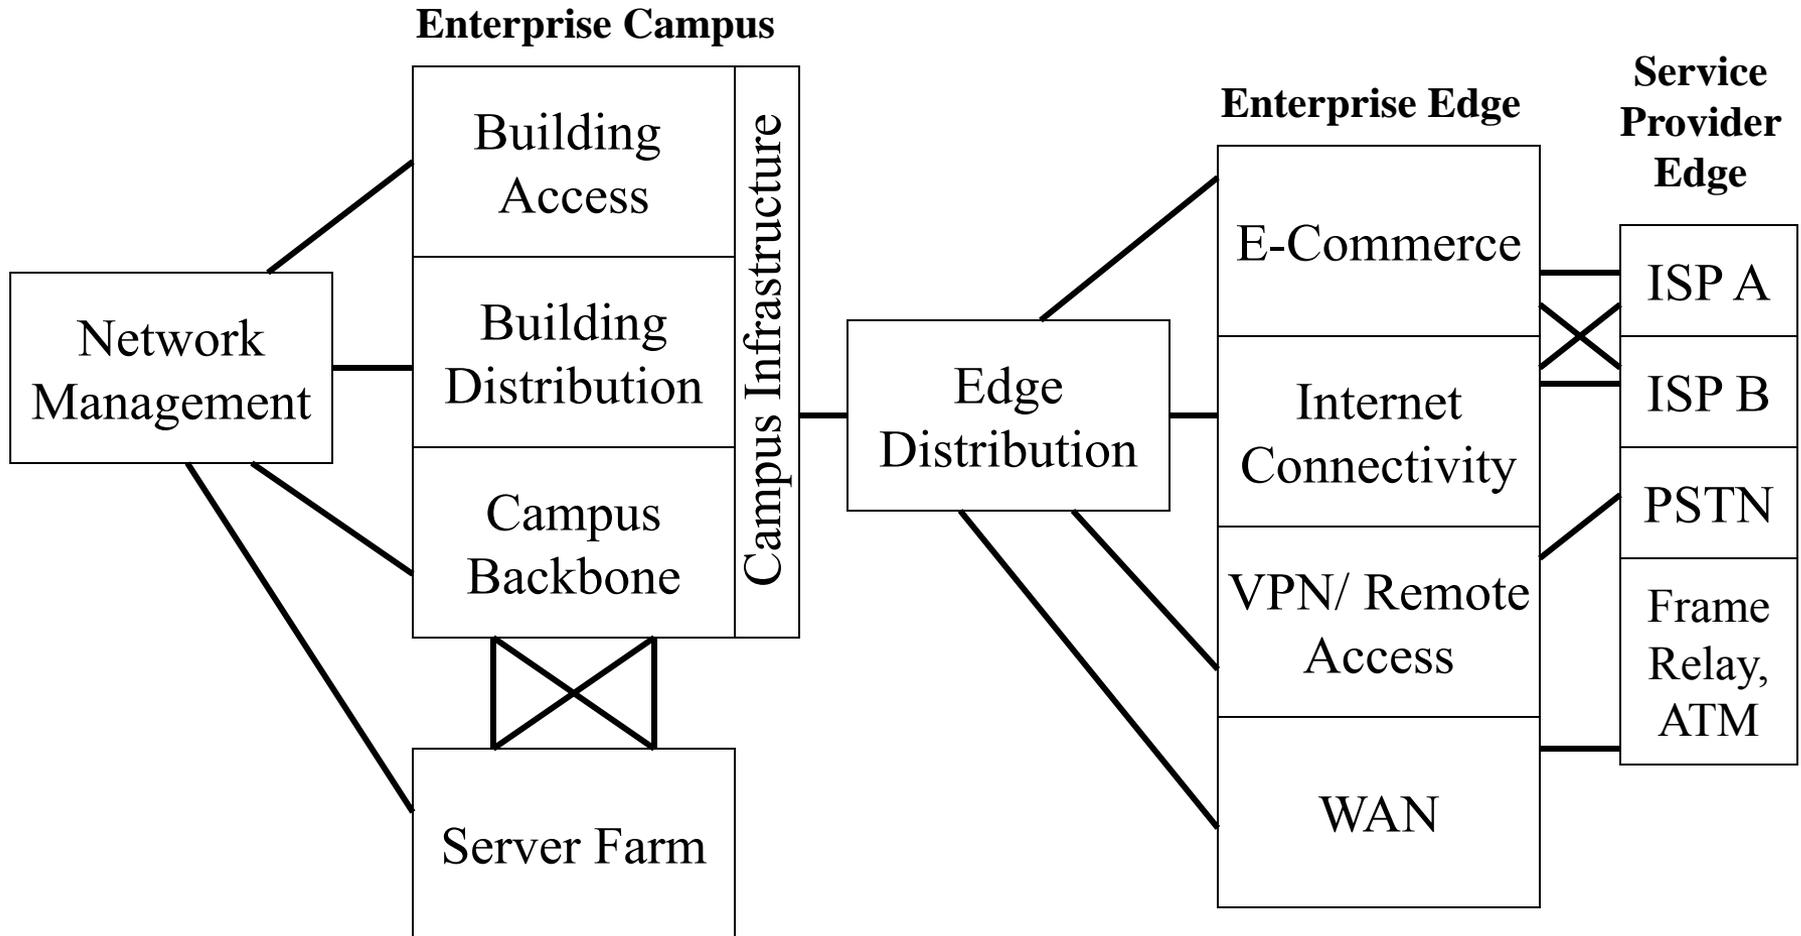 Enterprise Campus
Building
Access
Building
Distribution
Campus
Backbone
Campus Infrastructure
Network
Management
Server Farm
Edge
Distribution
Enterprise Edge
E-Commerce
Internet
Connectivity
VPN/ Remote
Access
WAN
Service
Provider
Edge
ISP A
ISP B
PSTN
Frame
Relay,
ATM